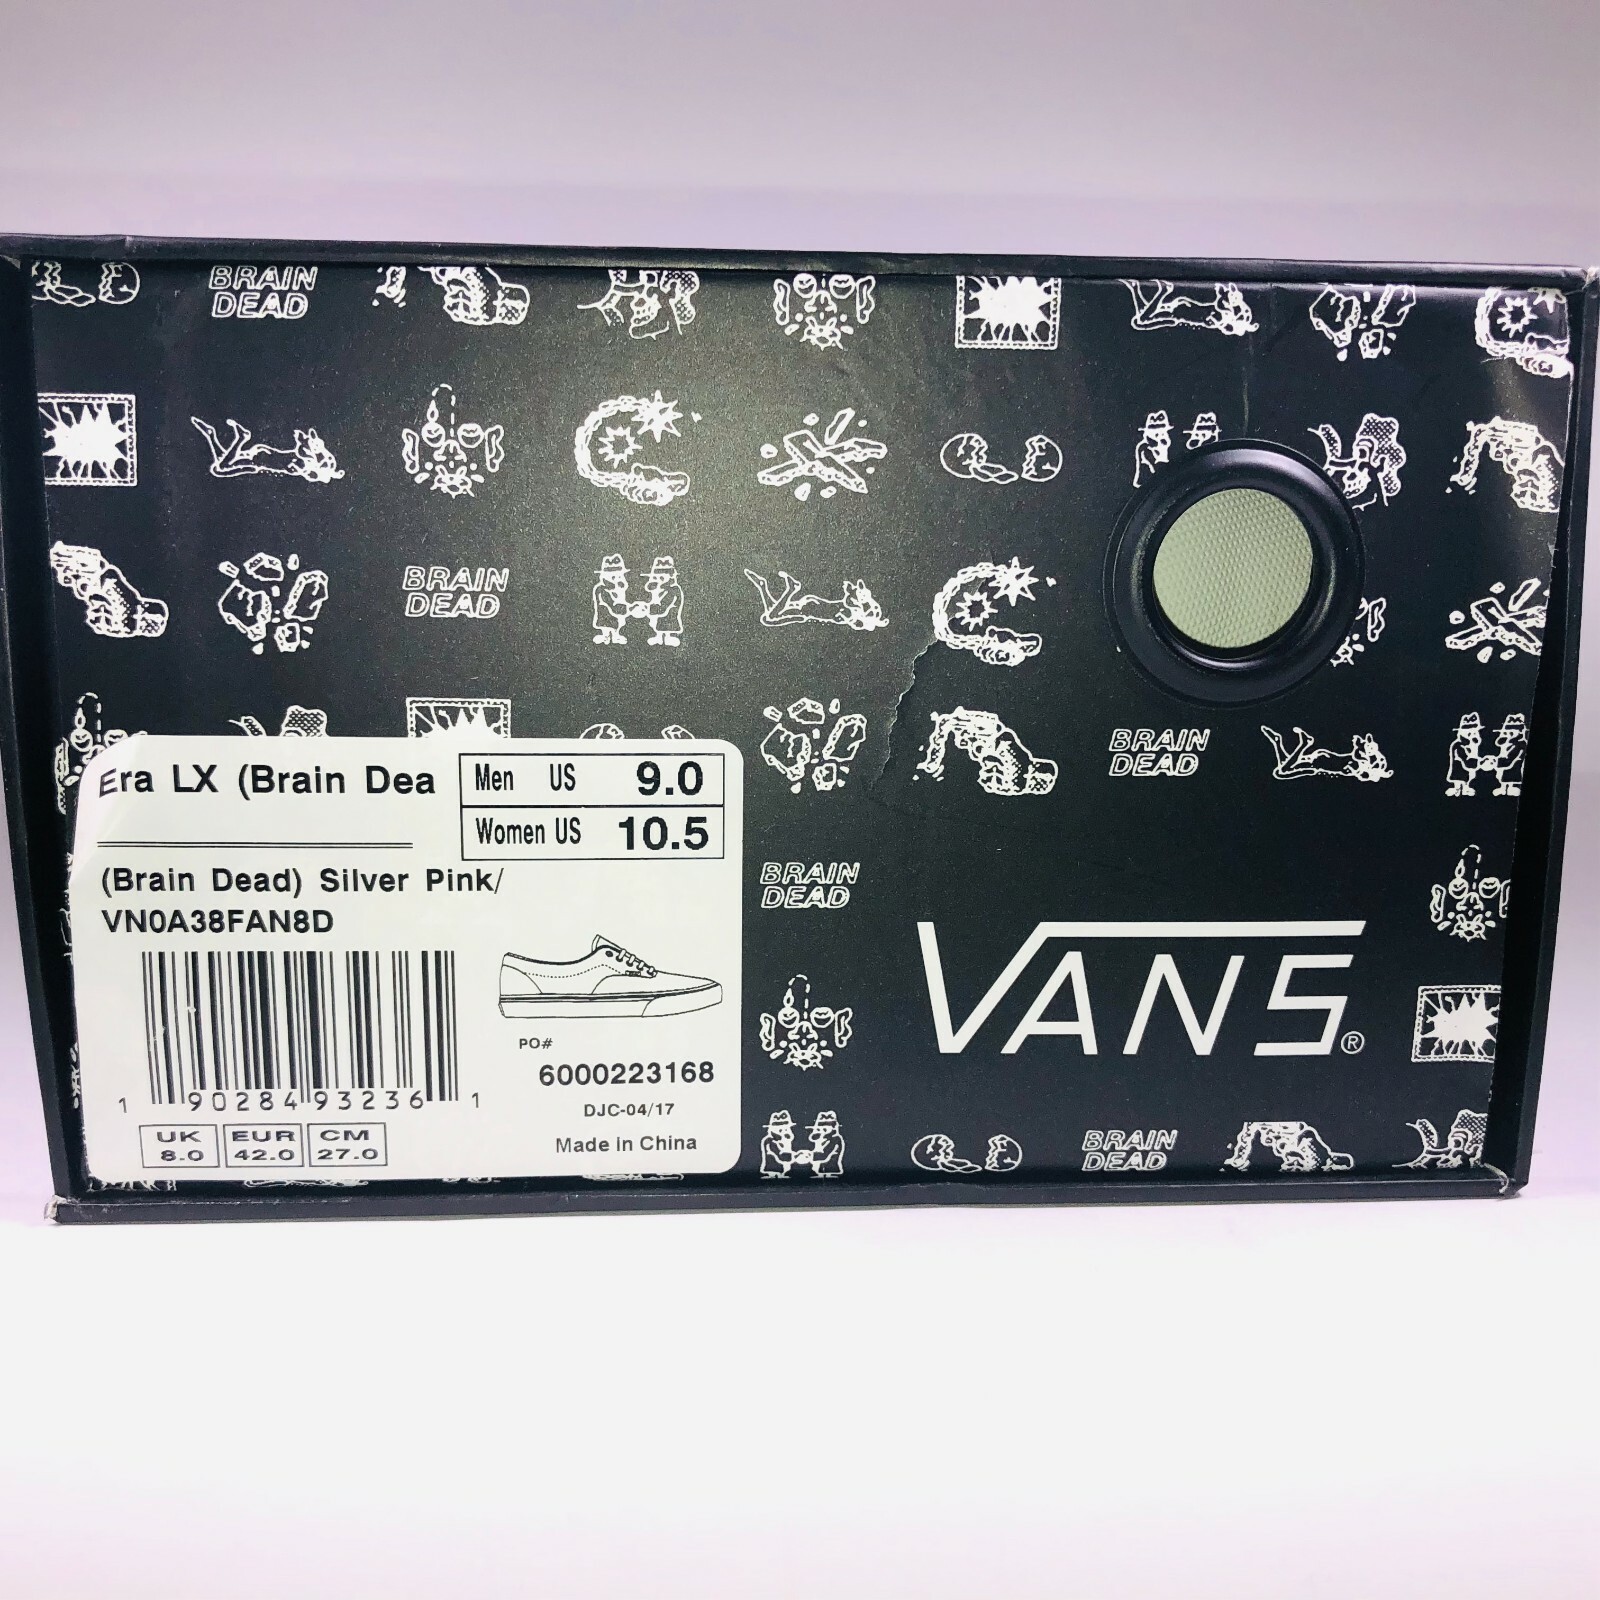 BRAIN
DEAD
BRAIN
DEAD
BRAIN
DEAD
BRAIN
DEAD
BRAIN
DEAD
VANS®
Era LX (Brain Dea
Men US 9.0
Women US 10.5
(Brain Dead) Silver Pink/
VN0A38FAN8D
1 90284 93236 1
PO#
6000223168
DJC-04/17
Made in China
UK
8.0
EUR
42.0
CM
27.0